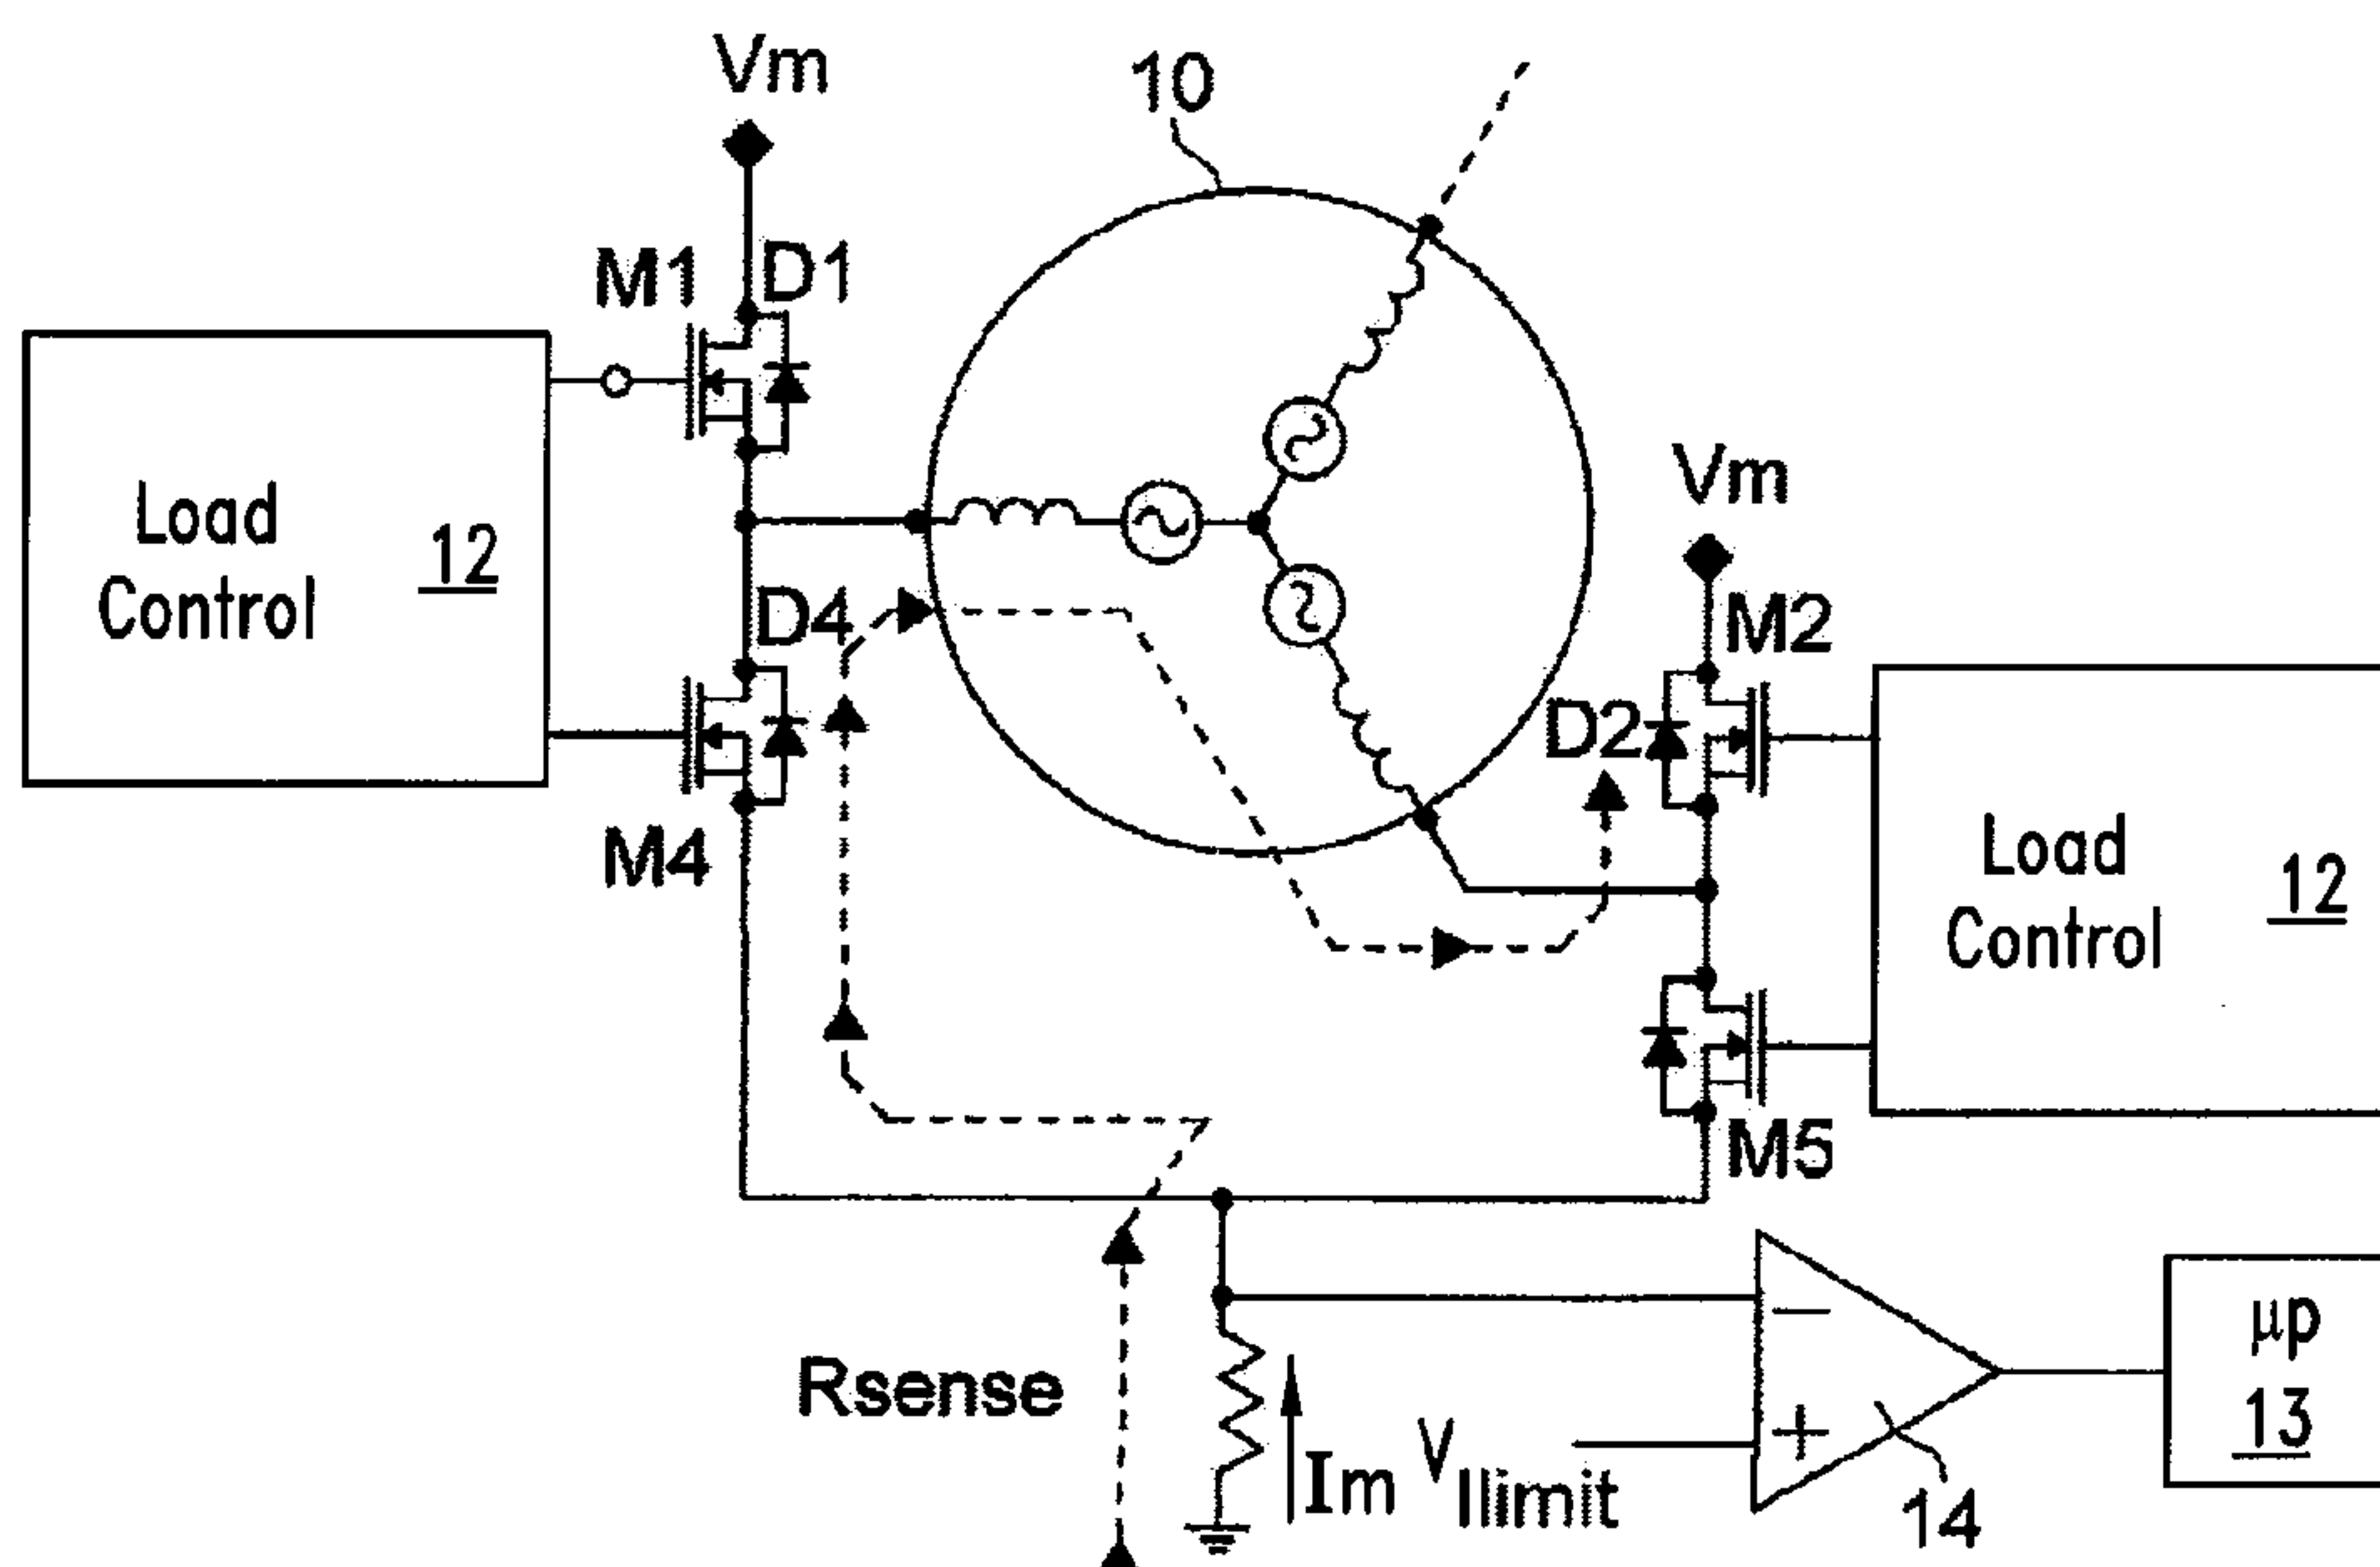 Vm
10
M1
D1
Load
Control
12
Vm
D4
M2
D2
Load
Control
12
M4
M5
μp
13
Rsense
Im
VIlimit
14
−
+